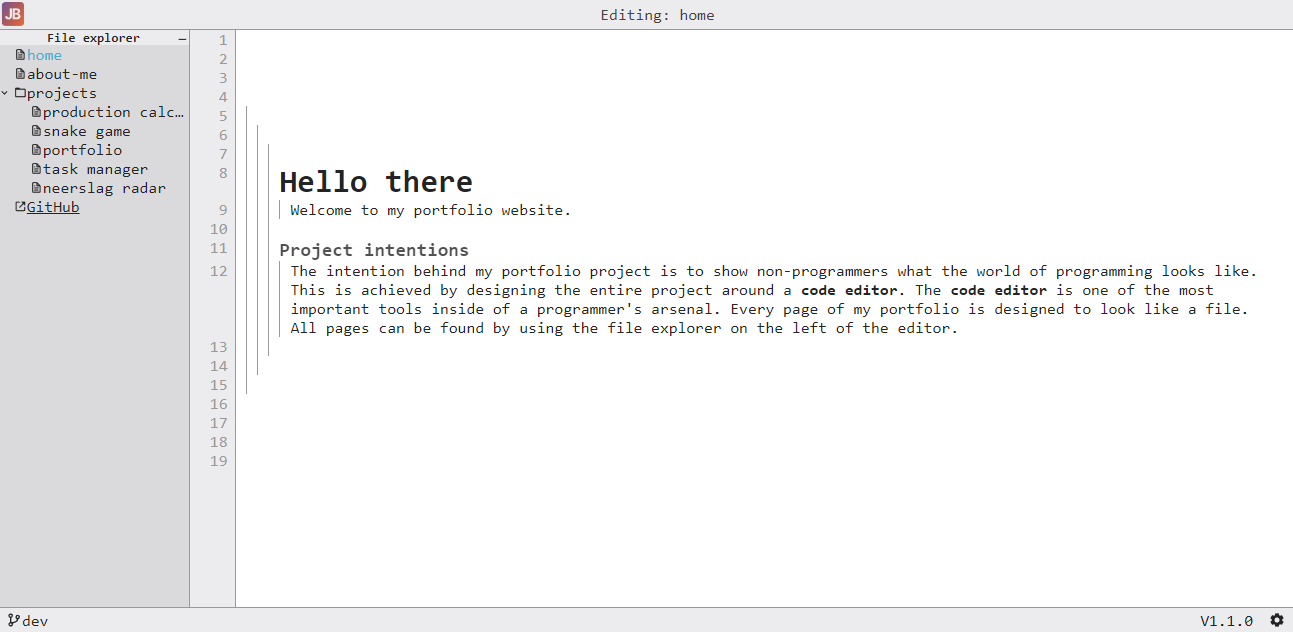 JB
Editing: home
File explorer
home
about-me
projects
production calc…
snake game
portfolio
task manager
neerslag radar
GitHub
1
2
3
4
5
6
7
8
Hello there
9
Welcome to my portfolio website.
10
11
Project intentions
12
The intention behind my portfolio project is to show non-programmers what the world of programming looks like.
This is achieved by designing the entire project around a code editor. The code editor is one of the most
important tools inside of a programmer's arsenal. Every page of my portfolio is designed to look like a file.
All pages can be found by using the file explorer on the left of the editor.
13
14
15
16
17
18
19
dev
V1.1.0